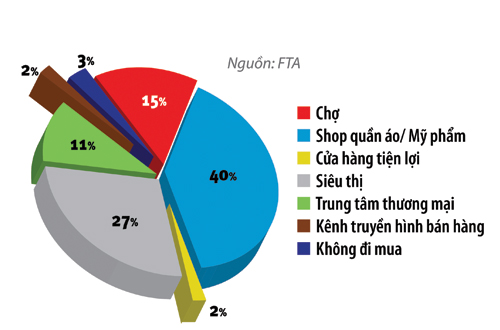 Nguồn: FTA
3%
2%
15%
11%
40%
27%
2%
Chợ
Shop quần áo/ Mỹ phẩm
Cửa hàng tiện lợi
Siêu thị
Trung tâm thương mại
Kênh truyền hình bán hàng
Không đi mua